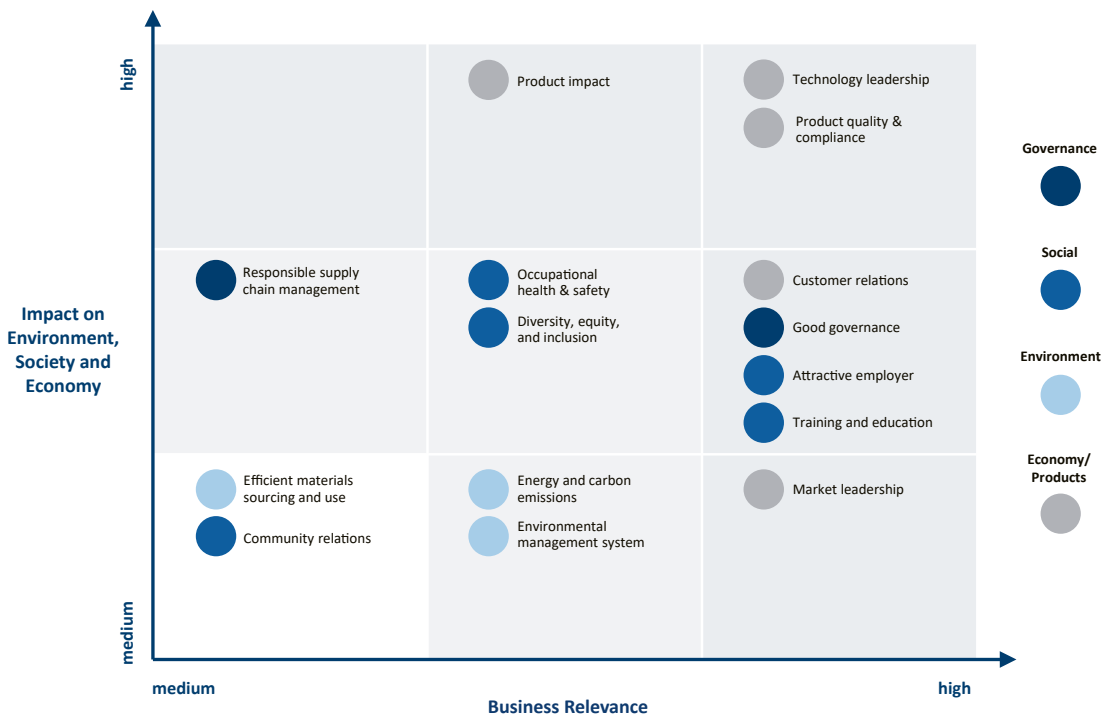 high
Product impact
Technology leadership
Product quality &
compliance
Governance
Responsible supply
chain management
Occupational
health & safety
Diversity, equity,
and inclusion
Customer relations
Good governance
Attractive employer
Training and education
Social
Impact on
Environment,
Society and
Economy
Environment
Efficient materials
sourcing and use
Community relations
Energy and carbon
emissions
Environmental
management system
Market leadership
Economy/
Products
medium
medium
Business Relevance
high